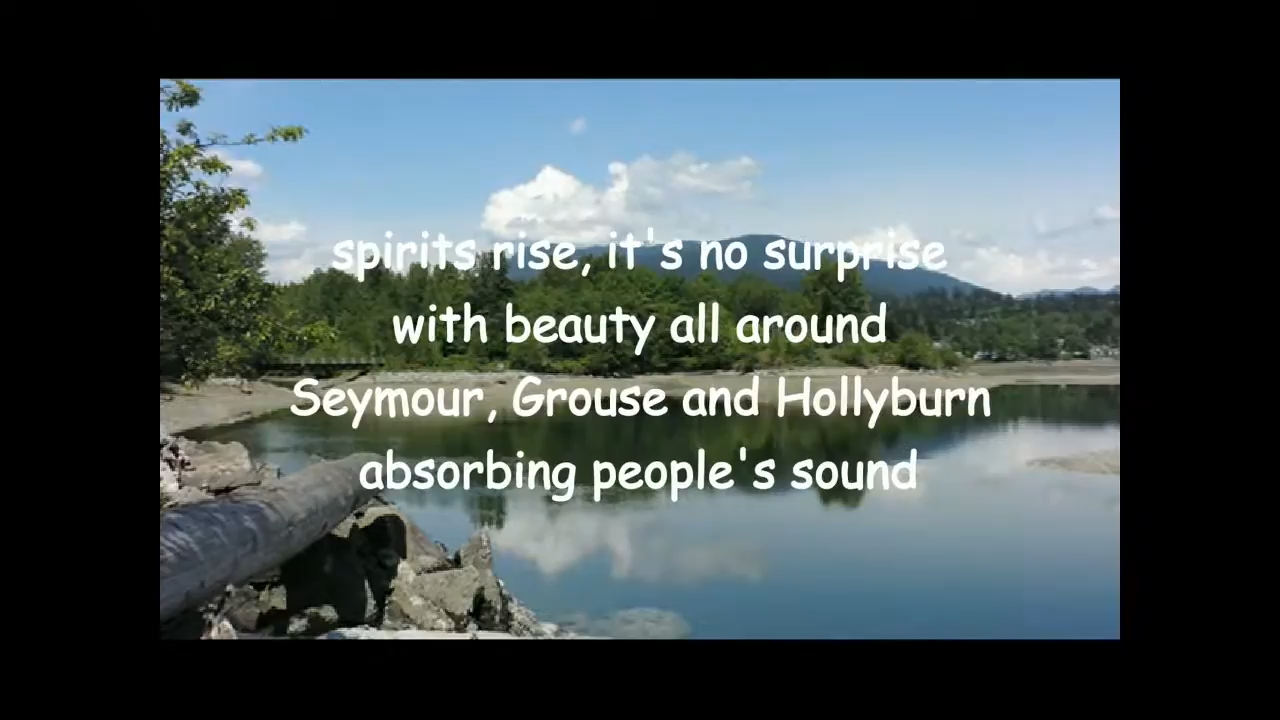 spirits rise, it's no surprise
with beauty all around
Seymour, Grouse and Hollyburn
absorbing people's sound